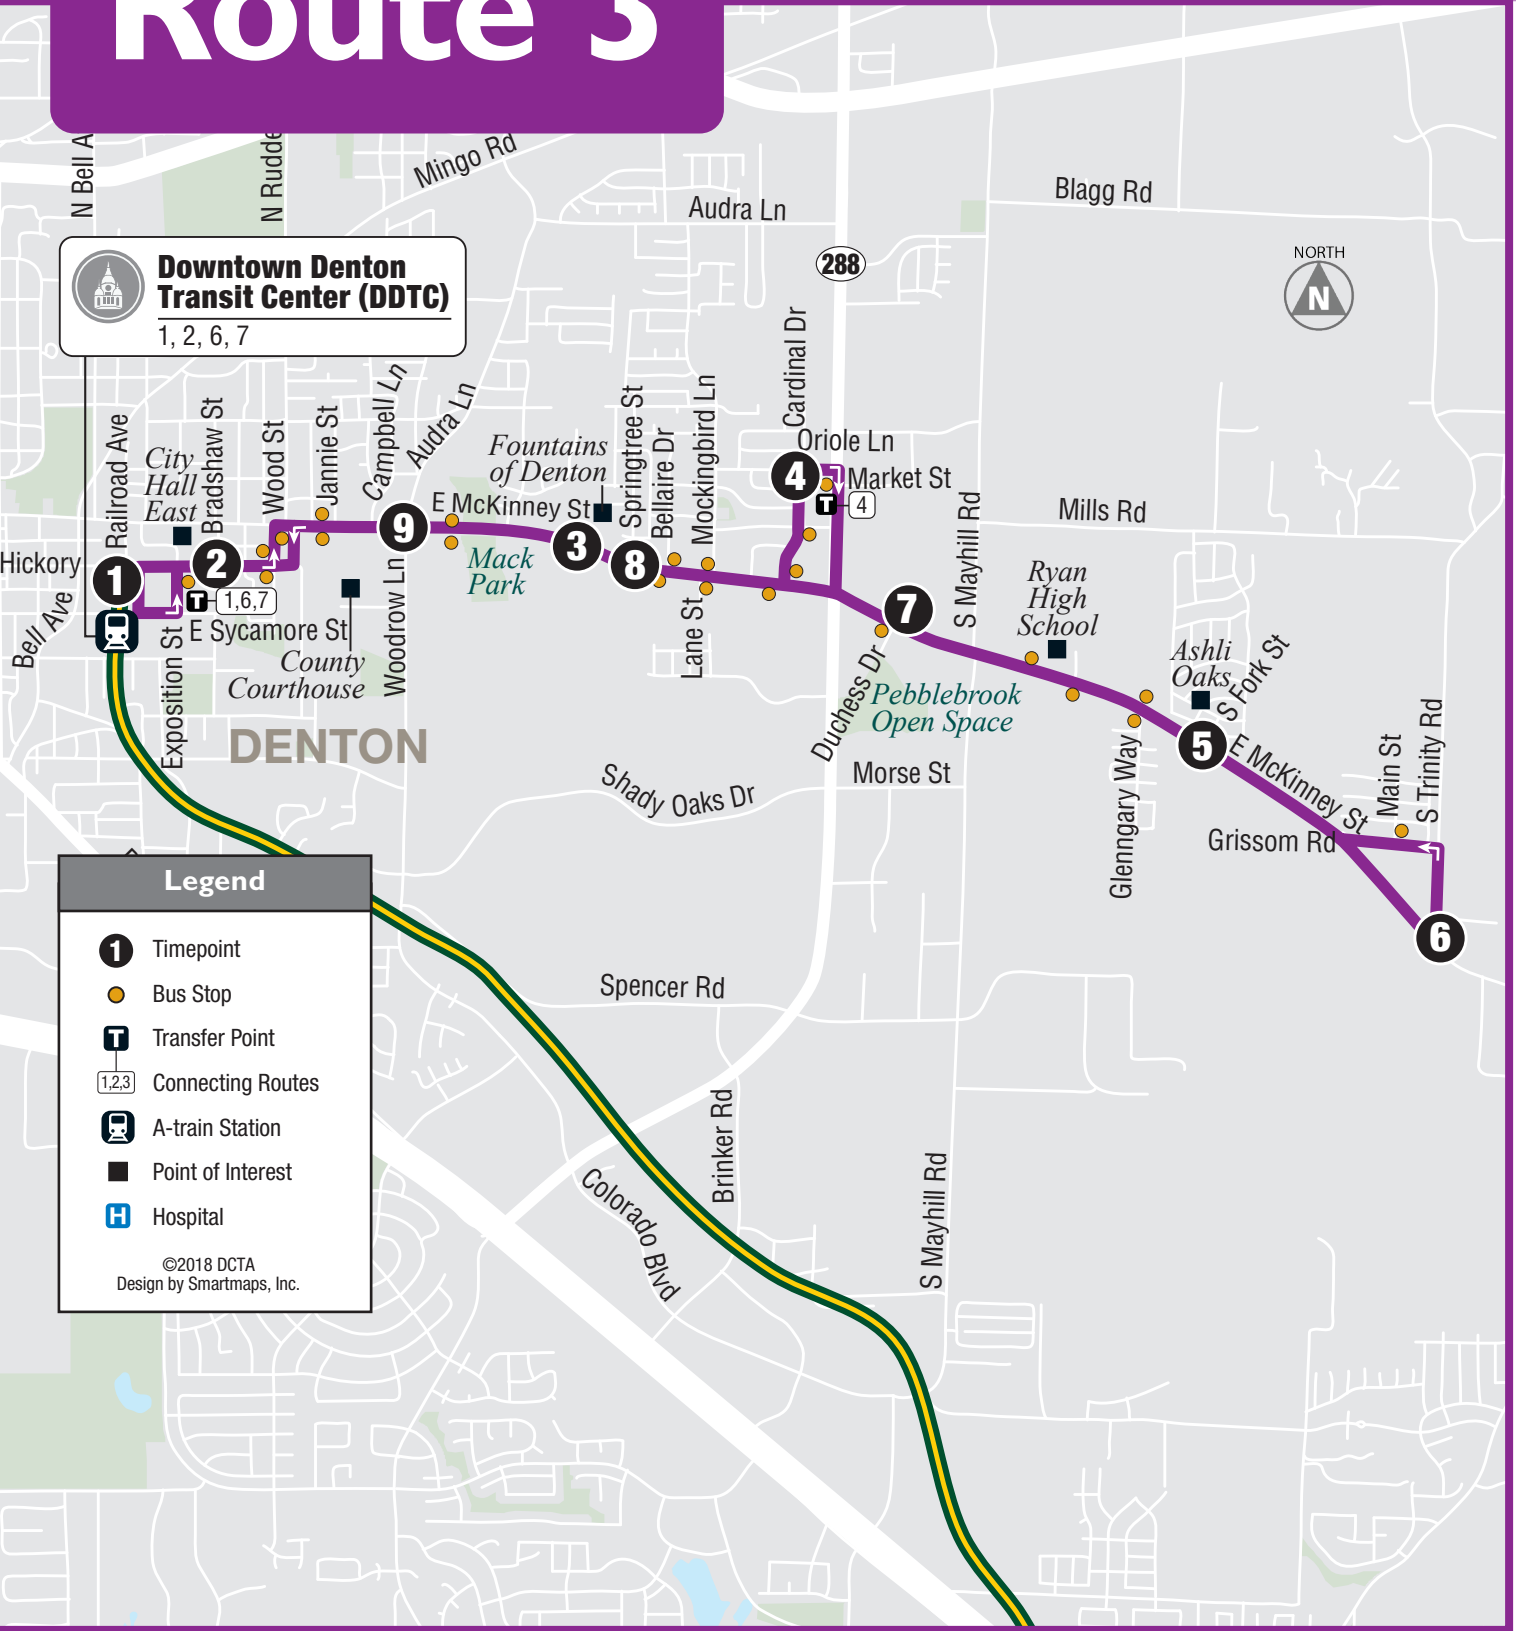 Route 3
N Bell A
N Rudde
Mingo Rd
Audra Ln
Blagg Rd
288
NORTH
N
Downtown Denton
Transit Center (DDTC)
1, 2, 6, 7
Railroad Ave
City
Hall
East
Bradshaw St
Wood St
Jannie St
Campbell Ln
Audra Ln
Fountains
of Denton
E McKinney St
Springtree St
Bellaire Dr
Mockingbird Ln
Cardinal Dr
Oriole Ln
4
Market St
T
4
S Mayhill Rd
Mills Rd
Hickory
1
2
9
3
8
7
Mack
Park
T
1,6,7
E Sycamore St
Bell Ave
Exposition St
County
Courthouse
Woodrow Ln
Lane St
Duchess Dr
Pebblebrook
Open Space
Ryan
High
School
Ashli
Oaks
S Fork St
5
E McKinney St
Glenngary Way
Main St
S Trinity Rd
Grissom Rd
6
DENTON
Shady Oaks Dr
Morse St
Spencer Rd
Brinker Rd
Colorado Blvd
S Mayhill Rd
Legend
1 Timepoint
Bus Stop
T Transfer Point
1,2,3 Connecting Routes
A-train Station
Point of Interest
H Hospital
©2018 DCTA
Design by Smartmaps, Inc.